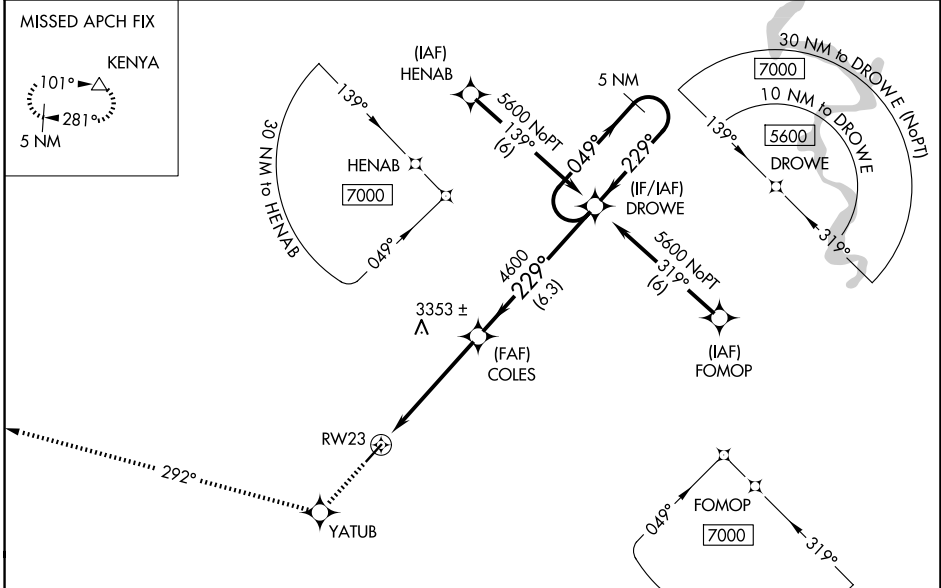 MISSED APCH FIX
KENYA
101°
281°
5 NM
(IAF)
HENAB
5600 NoPT
139°
(6)
5 NM
049°
229°
(IF/IAF)
DROWE
30 NM to HENAB
139°
HENAB
7000
049°
30 NM to DROWE (NoPT)
7000
10 NM to DROWE
5600
139°
DROWE
319°
4600
229°
(6.3)
5600 NoPT
319°
(6)
(IAF)
FOMOP
3353 ±
(FAF)
COLES
RW23
292°
YATUB
049°
FOMOP
7000
319°